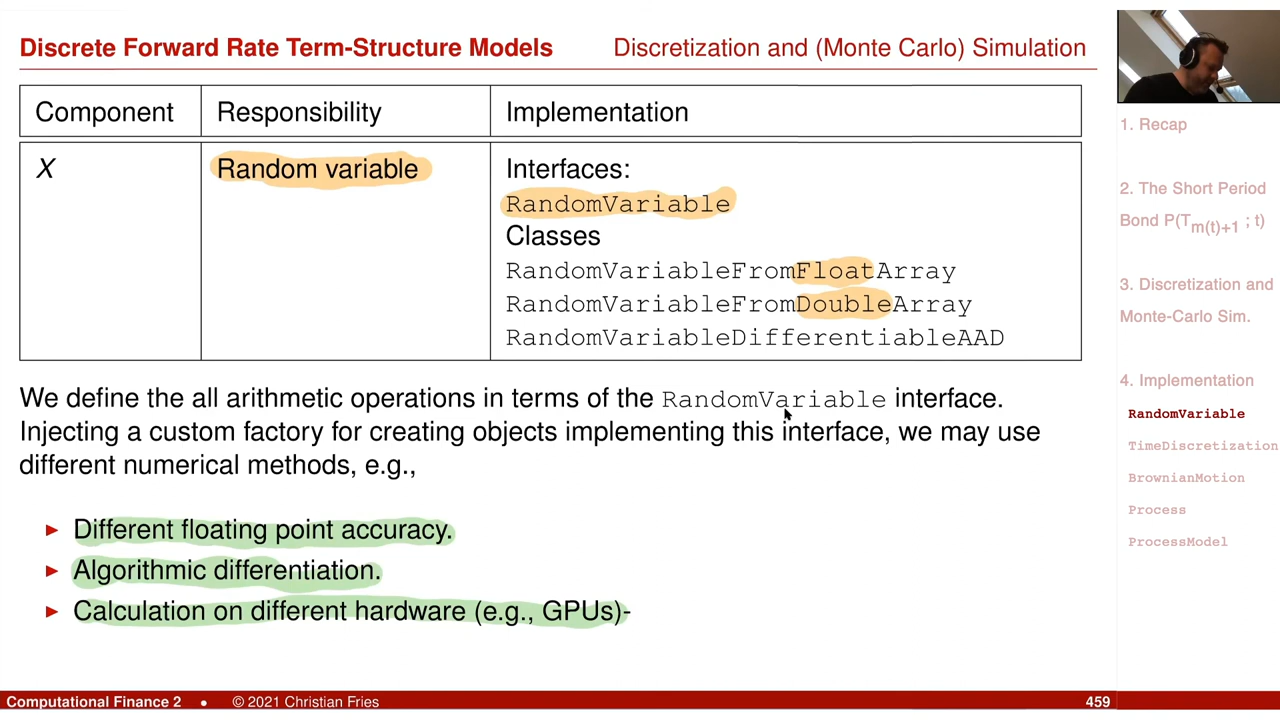 Discrete Forward Rate Term-Structure Models
Discretization and (Monte Carlo) Simulation
Component
Responsibility
Implementation
X
Random variable
Interfaces:
RandomVariable
Classes
RandomVariableFromFloatArray
RandomVariableFromDoubleArray
RandomVariableDifferentiableAAD
We define the all arithmetic operations in terms of the RandomVariable interface.
Injecting a custom factory for creating objects implementing this interface, we may use
different numerical methods, e.g.,
▶ Different floating point accuracy.
▶ Algorithmic differentiation.
▶ Calculation on different hardware (e.g., GPUs)-
1. Recap
2. The Short Period
Bond P(T_m(t)+1 ; t)
3. Discretization and
Monte-Carlo Sim.
4. Implementation
RandomVariable
TimeDiscretization
BrownianMotion
Process
ProcessModel
Computational Finance 2 • © 2021 Christian Fries
459